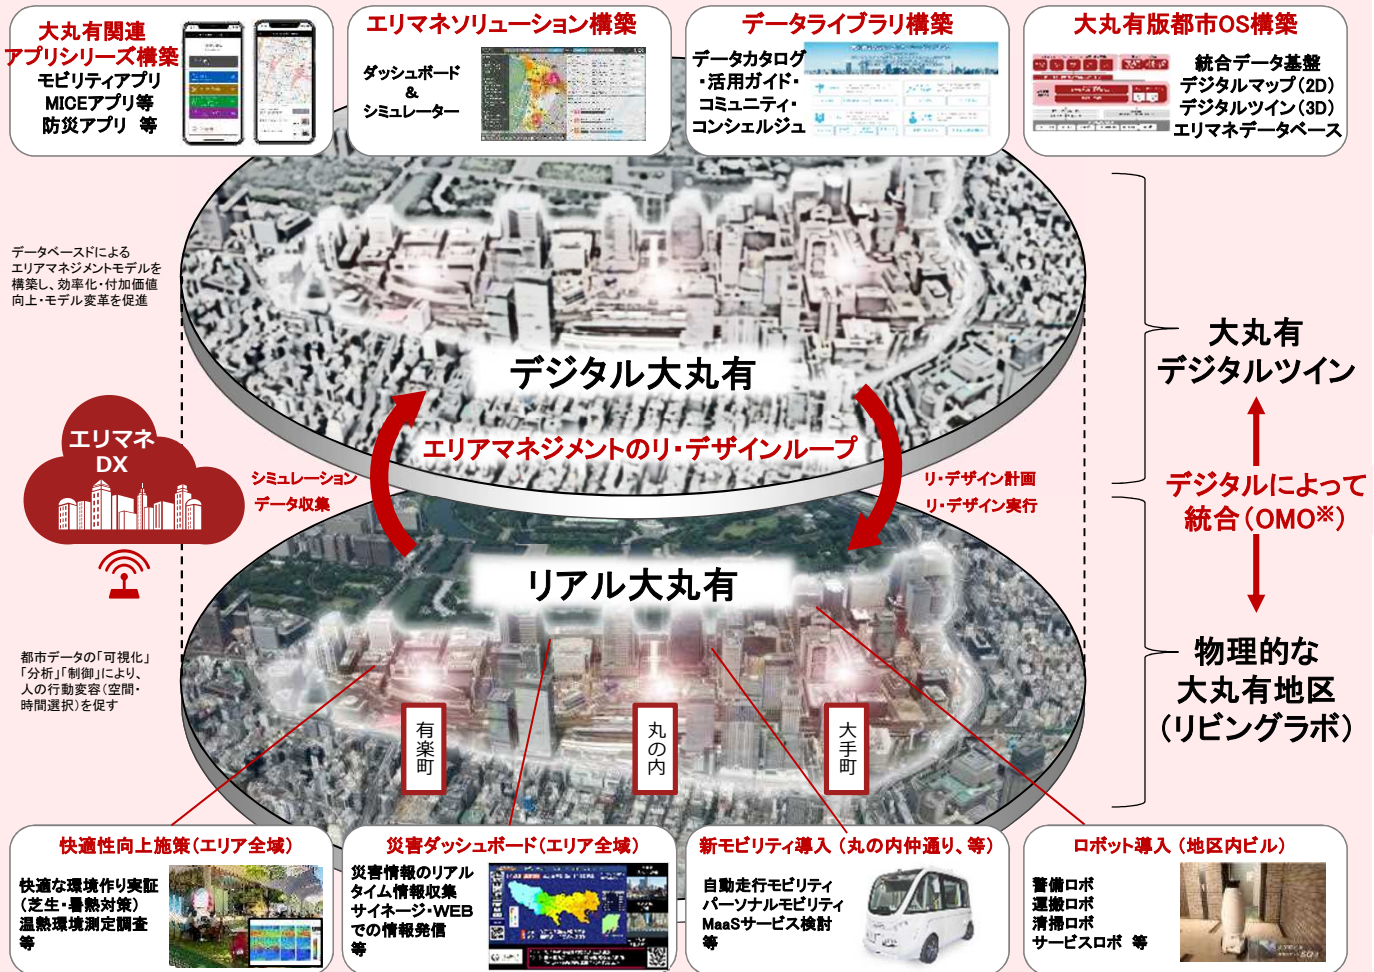 大丸有関連
アプリシリーズ構築
モビリティアプリ
MICEアプリ等
防災アプリ 等
エリマネソリューション構築
ダッシュボード
&
シミュレーター
データライブラリ構築
データカタログ
・活用ガイド・
コミュニティ・
コンシェルジュ
大丸有版都市OS構築
統合データ基盤
デジタルマップ(2D)
デジタルツイン(3D)
エリマネデータベース
データベースドによる
エリアマネジメントモデルを
構築し、効率化・付加価値
向上・モデル変革を促進
デジタル大丸有
大丸有
デジタルツイン
エリマネ
DX
エリアマネジメントのリ・デザインループ
シミュレーション
データ収集
リ・デザイン計画
リ・デザイン実行
デジタルによって
統合(OMO※)
リアル大丸有
都市データの「可視化」
「分析」「制御」により、
人の行動変容(空間・
時間選択)を促す
物理的な
大丸有地区
(リビングラボ)
有楽町
丸の内
大手町
快適性向上施策(エリア全域)
快適な環境作り実証
(芝生・暑熱対策)
温熱環境測定調査
等
災害ダッシュボード(エリア全域)
災害情報のリアル
タイム情報収集
サイネージ・WEB
での情報発信
等
新モビリティ導入 (丸の内仲通り、等)
自動走行モビリティ
パーソナルモビリティ
MaaSサービス検討
等
ロボット導入 (地区内ビル)
警備ロボ
運搬ロボ
清掃ロボ
サービスロボ 等